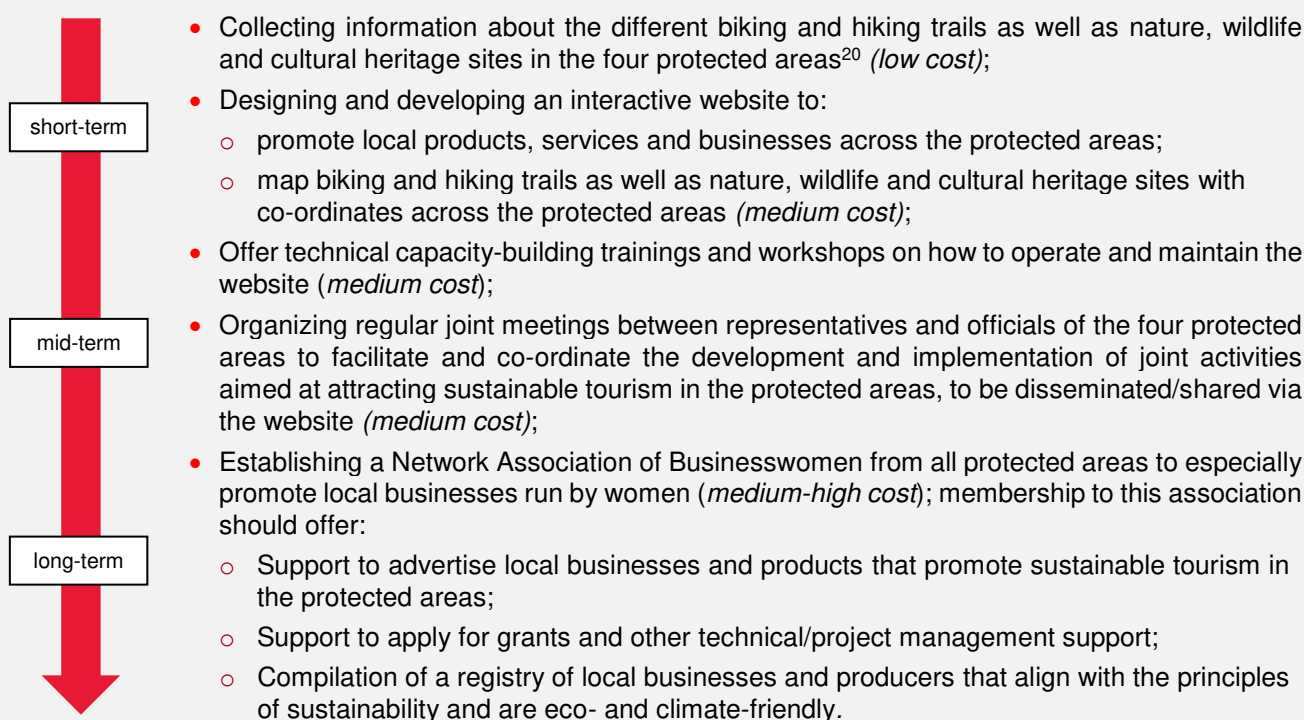 • Collecting information about the different biking and hiking trails as well as nature, wildlife
and cultural heritage sites in the four protected areas²⁰ (low cost);
short-term
• Designing and developing an interactive website to:
o promote local products, services and businesses across the protected areas;
o map biking and hiking trails as well as nature, wildlife and cultural heritage sites with
co-ordinates across the protected areas (medium cost);
• Offer technical capacity-building trainings and workshops on how to operate and maintain the
website (medium cost);
mid-term
• Organizing regular joint meetings between representatives and officials of the four protected
areas to facilitate and co-ordinate the development and implementation of joint activities
aimed at attracting sustainable tourism in the protected areas, to be disseminated/shared via
the website (medium cost);
• Establishing a Network Association of Businesswomen from all protected areas to especially
promote local businesses run by women (medium-high cost); membership to this association
should offer:
long-term
o Support to advertise local businesses and products that promote sustainable tourism in
the protected areas;
o Support to apply for grants and other technical/project management support;
o Compilation of a registry of local businesses and producers that align with the principles
of sustainability and are eco- and climate-friendly.